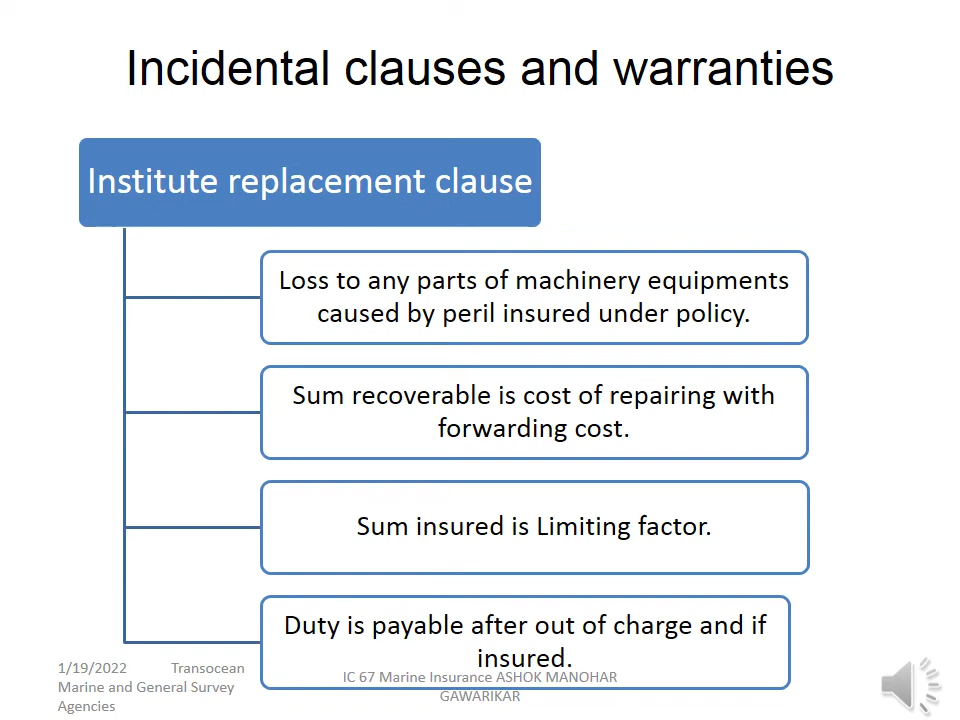 Incidental clauses and warranties
Institute replacement clause
Loss to any parts of machinery equipments
caused by peril insured under policy.
Sum recoverable is cost of repairing with
forwarding cost.
Sum insured is Limiting factor.
Duty is payable after out of charge and if
insured.
1/19/2022 Transocean
Marine and General Survey
Agencies
IC 67 Marine Insurance ASHOK MANOHAR
GAWARIKAR